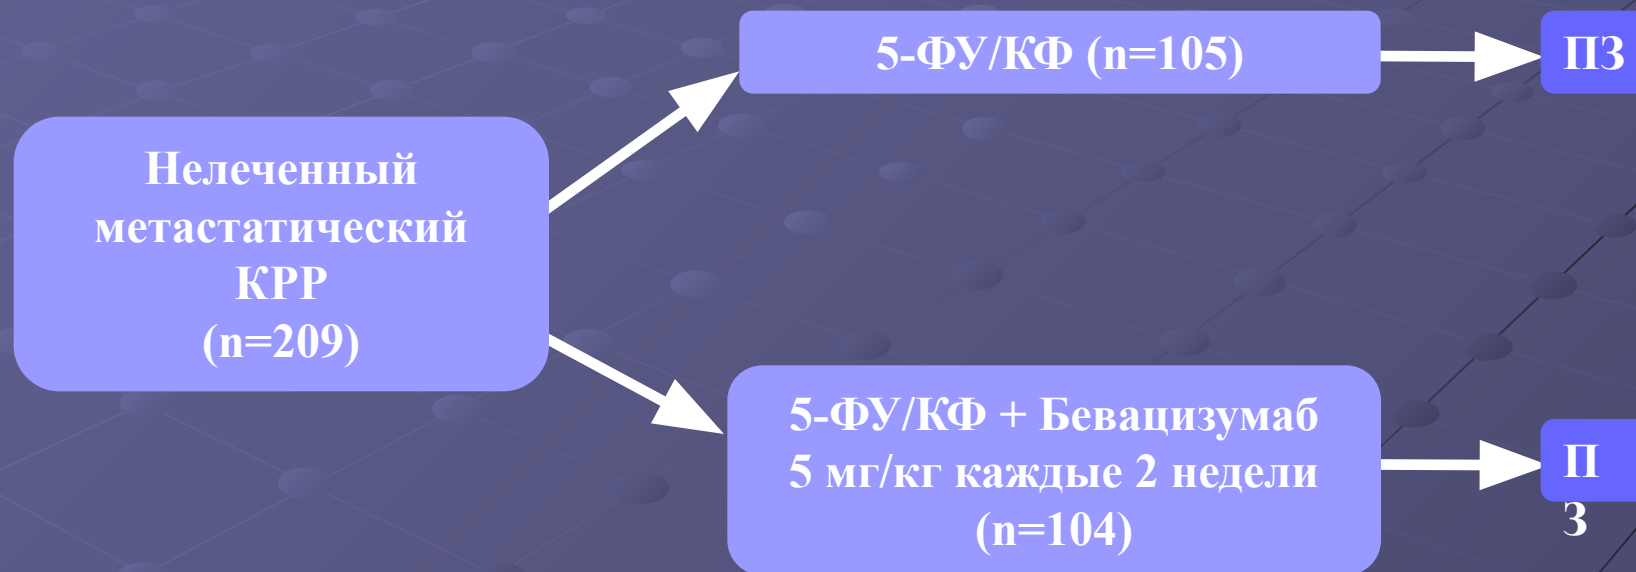 5-ФУ/КФ (n=105)
ПЗ
Нелеченный
метастатический
КРР
(n=209)
5-ФУ/КФ + Бевацизумаб
5 мг/кг каждые 2 недели
(n=104)
П
З